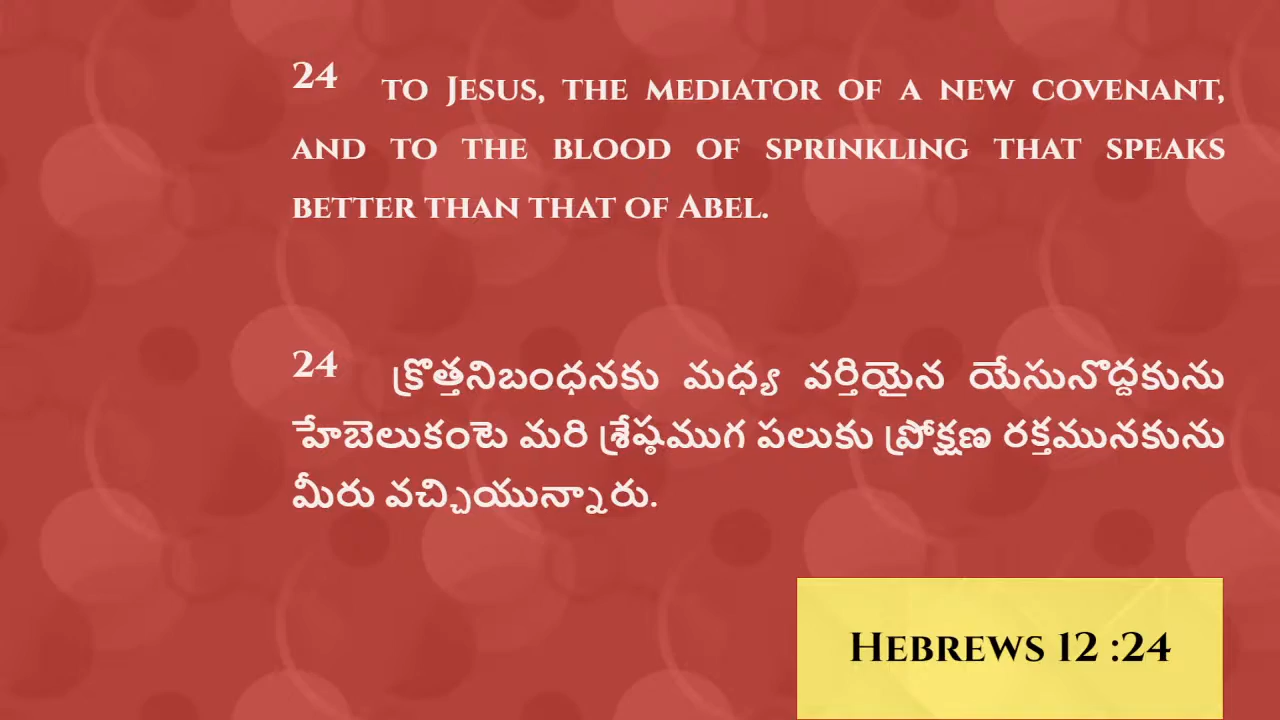 24 to Jesus, the mediator of a new covenant,
and to the blood of sprinkling that speaks
better than that of Abel.
24 క్రొత్తనిబంధనకు మధ్య వర్తియైన యేసునొద్దకును
హేబెలుకంటె మరి శ్రేష్ఠముగ పలుకు ప్రోక్షణ రక్తమునకును
మీరు వచ్చియున్నారు.
Hebrews 12 :24